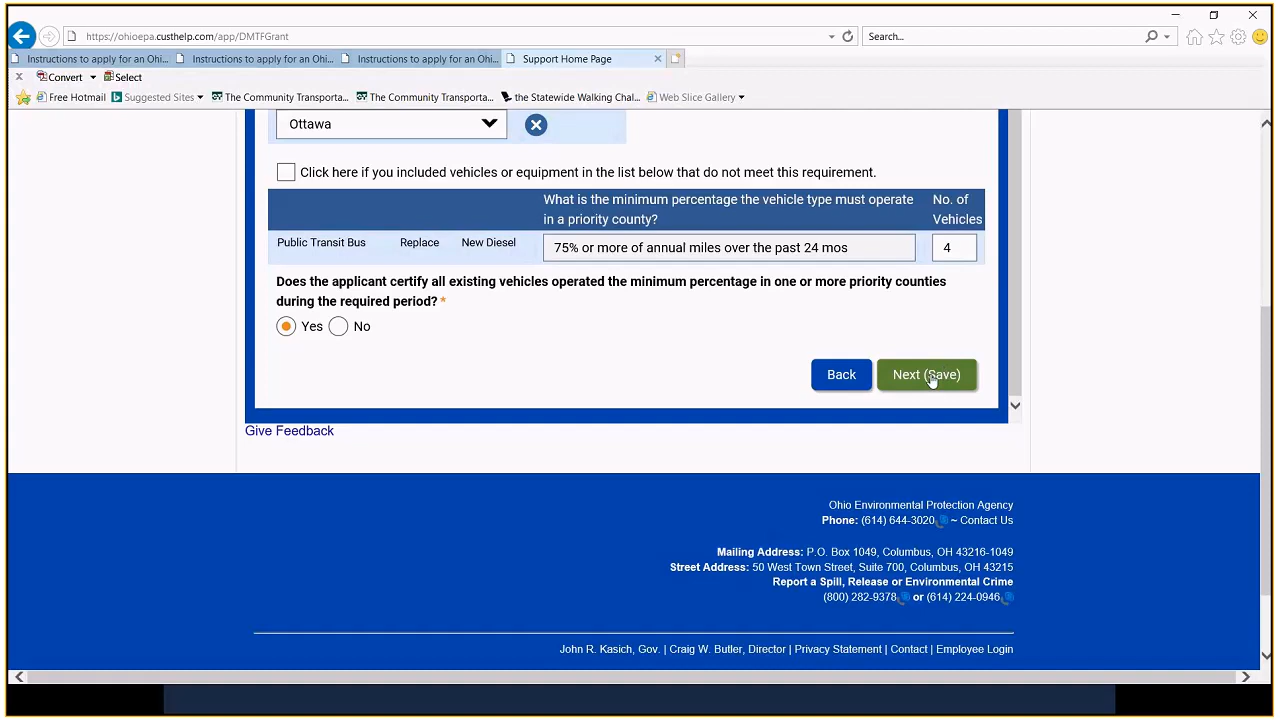 https://ohioepa.custhelp.com/app/DMTFGrant
Search...
Instructions to apply for an Ohi...
Instructions to apply for an Ohi...
Instructions to apply for an Ohi...
Support Home Page
x Convert Select
Free Hotmail
Suggested Sites
The Community Transporta...
The Community Transporta...
the Statewide Walking Chal...
Web Slice Gallery
Ottawa
Click here if you included vehicles or equipment in the list below that do not meet this requirement.
What is the minimum percentage the vehicle type must operate
in a priority county?
No. of
Vehicles
Public Transit Bus Replace New Diesel 75% or more of annual miles over the past 24 mos 4
Does the applicant certify all existing vehicles operated the minimum percentage in one or more priority counties
during the required period? *
Yes No
Back Next (Save)
Give Feedback
Ohio Environmental Protection Agency
Phone: (614) 644-3020 ~ Contact Us
Mailing Address: P.O. Box 1049, Columbus, OH 43216-1049
Street Address: 50 West Town Street, Suite 700, Columbus, OH 43215
Report a Spill, Release or Environmental Crime
(800) 282-9378 or (614) 224-0946
John R. Kasich, Gov. | Craig W. Butler, Director | Privacy Statement | Contact | Employee Login